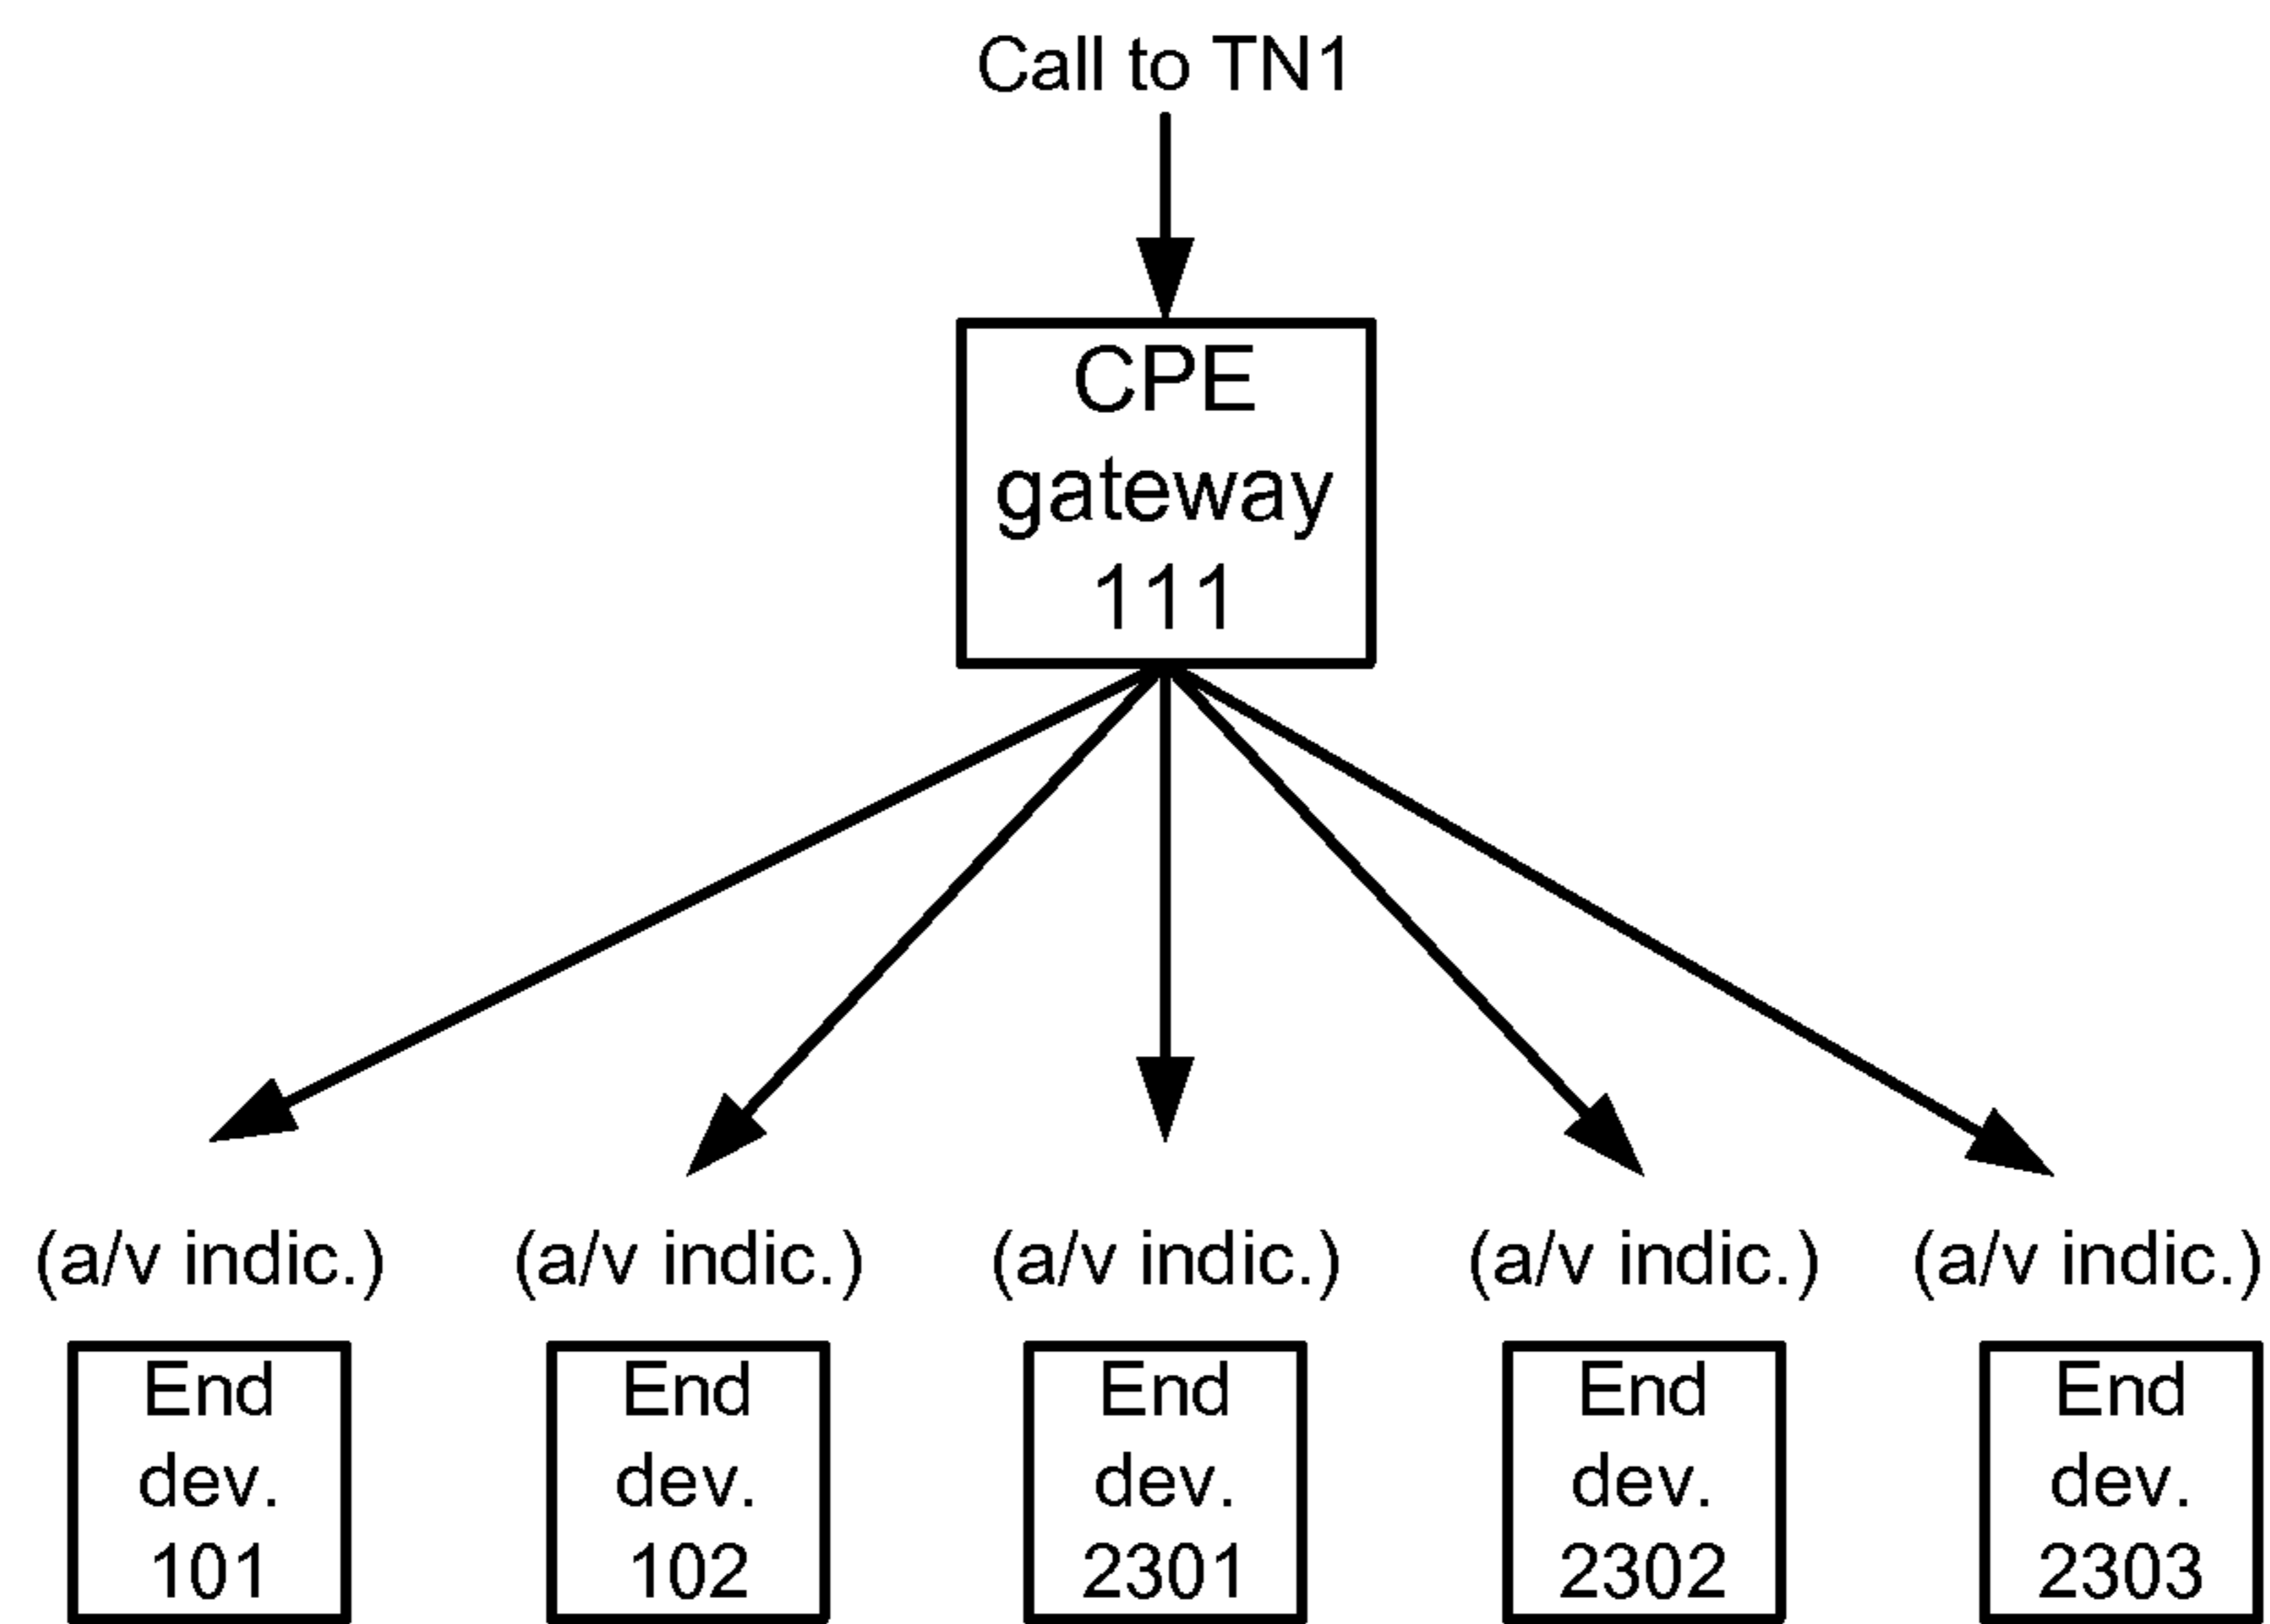 Call to TN1
CPE
gateway
111
(a/v indic.) (a/v indic.) (a/v indic.) (a/v indic.) (a/v indic.)
End
dev.
101
End
dev.
102
End
dev.
2301
End
dev.
2302
End
dev.
2303